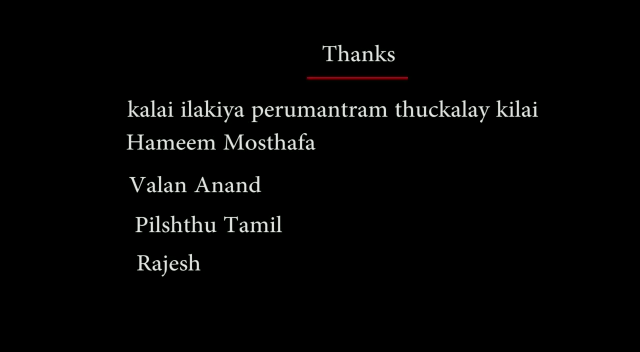 Thanks
kalai ilakiya perumantram thuckalay kilai
Hameem Mosthafa
Valan Anand
Pilshthu Tamil
Rajesh